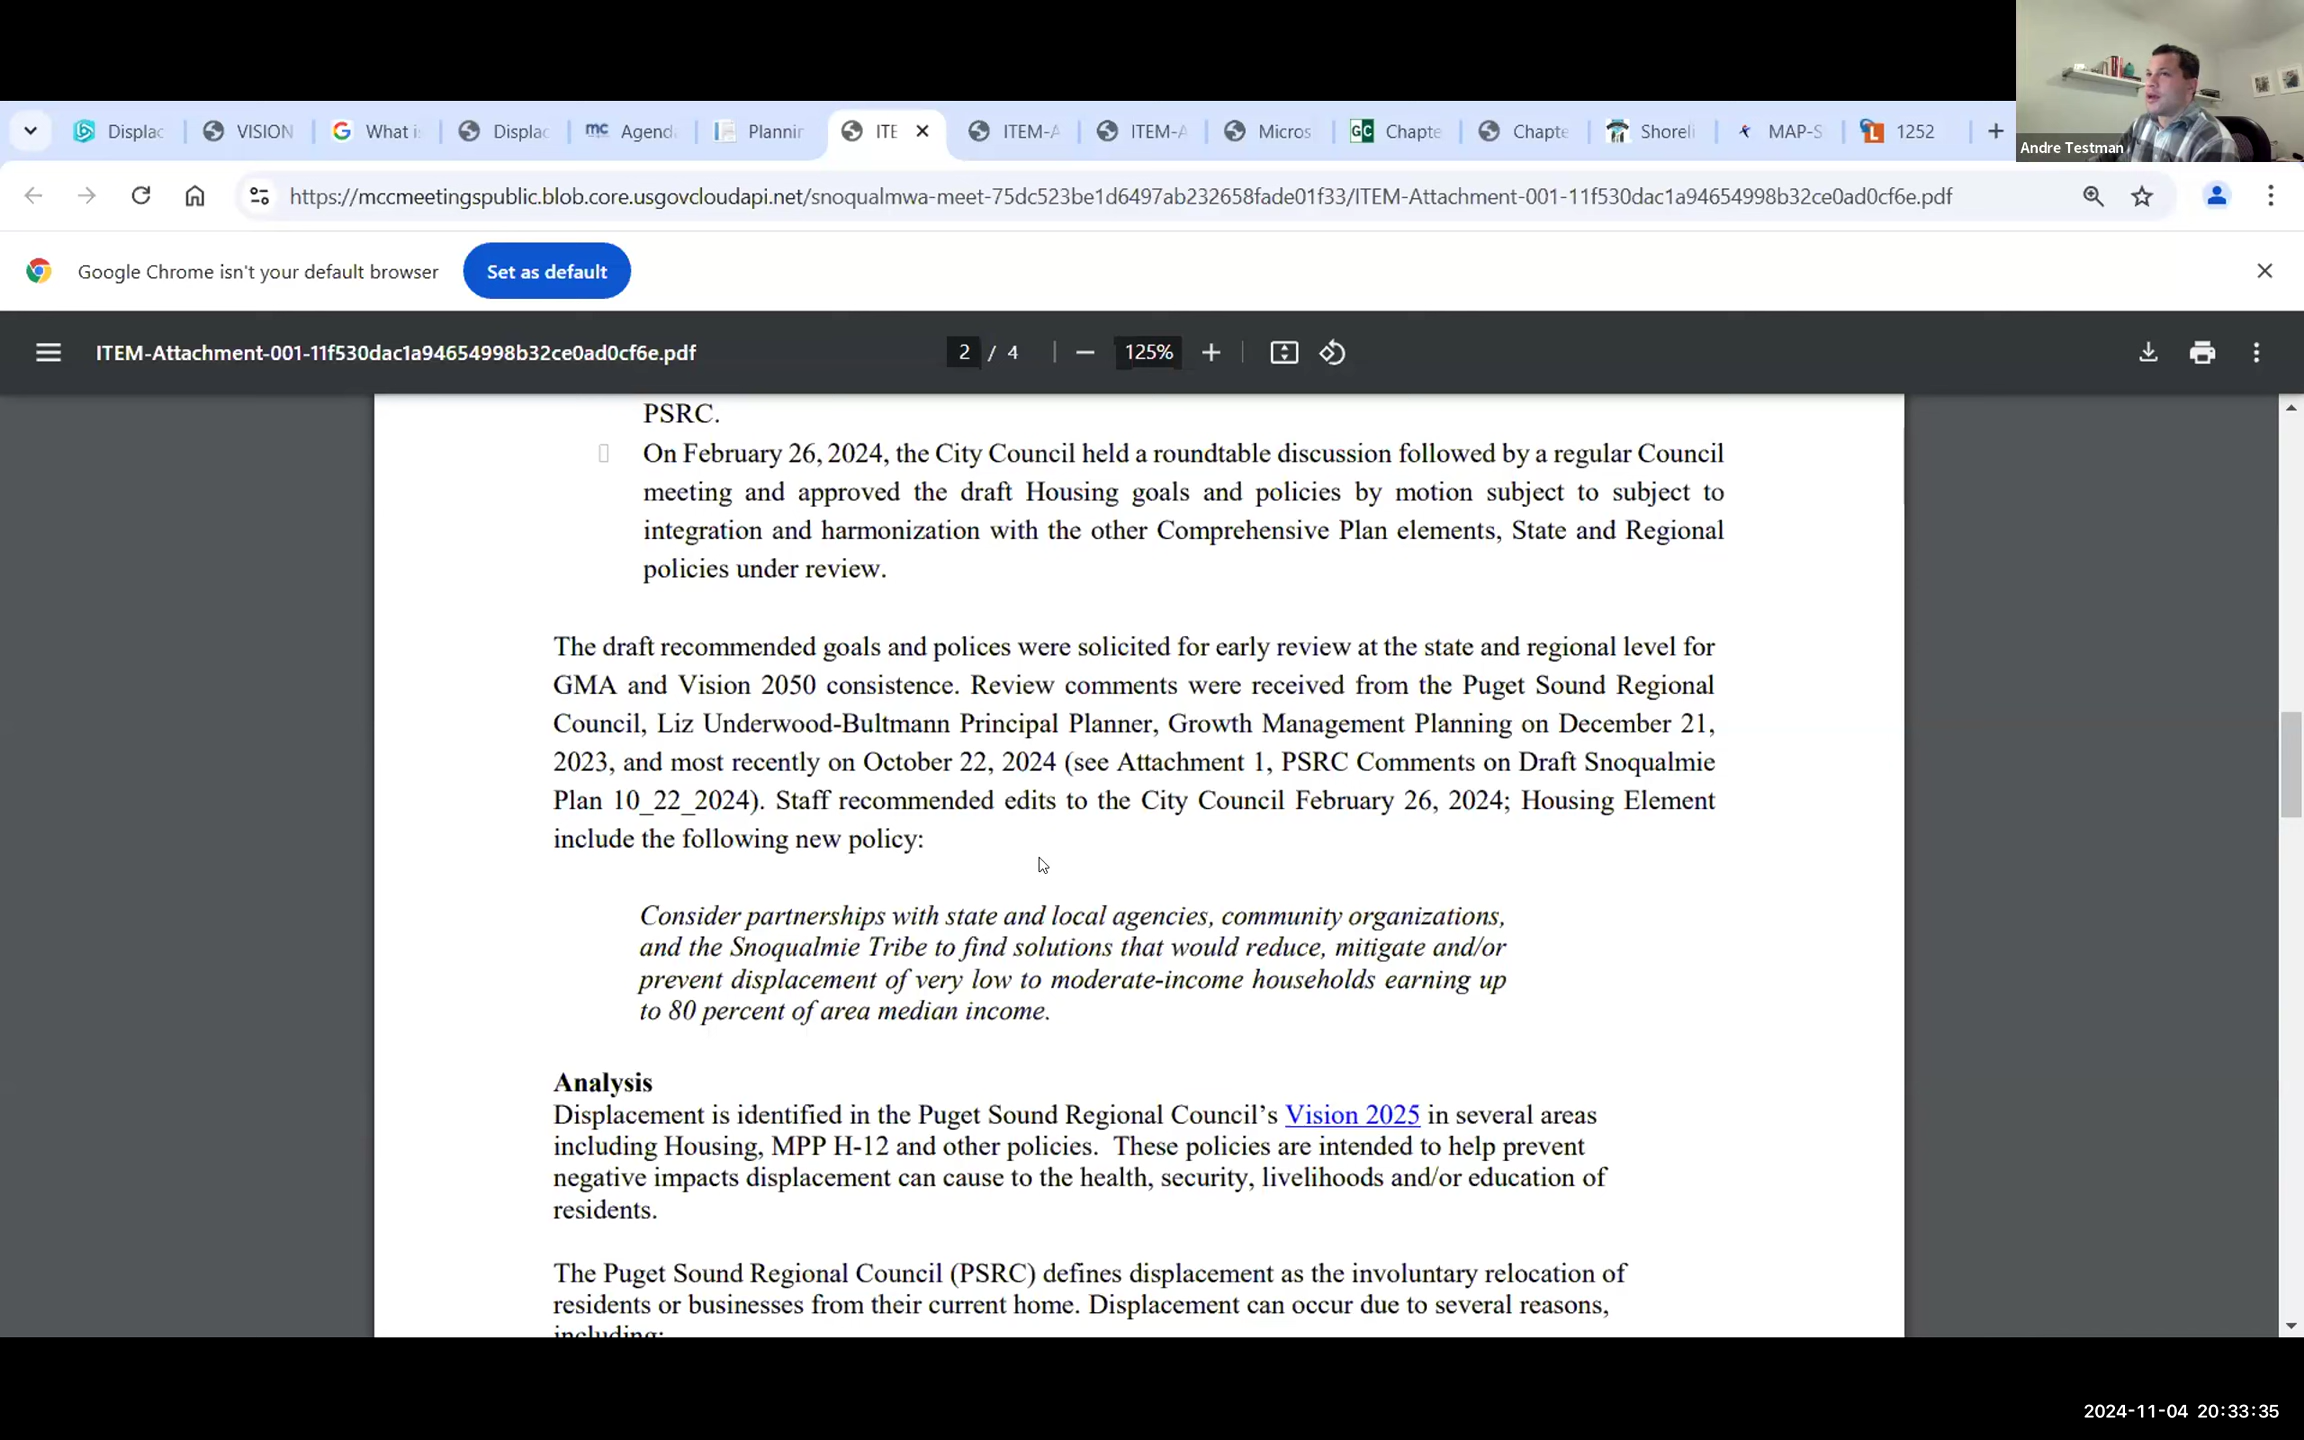 Displac
VISION
What i
Displac
Agend
Plannin
ITE
ITEM-A
ITEM-A
Micros
Chapte
Chapte
Shoreli
MAP-S
1252
Andre Testman
https://mccmeetingspublic.blob.core.usgovcloudapi.net/snoqualmwa-meet-75dc523be1d6497ab232658fade01f33/ITEM-Attachment-001-11f530dac1a94654998b32ce0ad0cf6e.pdf
Google Chrome isn't your default browser
Set as default
ITEM-Attachment-001-11f530dac1a94654998b32ce0ad0cf6e.pdf
2 / 4
125%
PSRC.
On February 26, 2024, the City Council held a roundtable discussion followed by a regular Council
meeting and approved the draft Housing goals and policies by motion subject to subject to
integration and harmonization with the other Comprehensive Plan elements, State and Regional
policies under review.
The draft recommended goals and polices were solicited for early review at the state and regional level for
GMA and Vision 2050 consistence. Review comments were received from the Puget Sound Regional
Council, Liz Underwood-Bultmann Principal Planner, Growth Management Planning on December 21,
2023, and most recently on October 22, 2024 (see Attachment 1, PSRC Comments on Draft Snoqualmie
Plan 10_22_2024). Staff recommended edits to the City Council February 26, 2024; Housing Element
include the following new policy:
Consider partnerships with state and local agencies, community organizations,
and the Snoqualmie Tribe to find solutions that would reduce, mitigate and/or
prevent displacement of very low to moderate-income households earning up
to 80 percent of area median income.
Analysis
Displacement is identified in the Puget Sound Regional Council’s Vision 2025 in several areas
including Housing, MPP H-12 and other policies. These policies are intended to help prevent
negative impacts displacement can cause to the health, security, livelihoods and/or education of
residents.
The Puget Sound Regional Council (PSRC) defines displacement as the involuntary relocation of
residents or businesses from their current home. Displacement can occur due to several reasons,
including:
2024-11-04 20:33:35